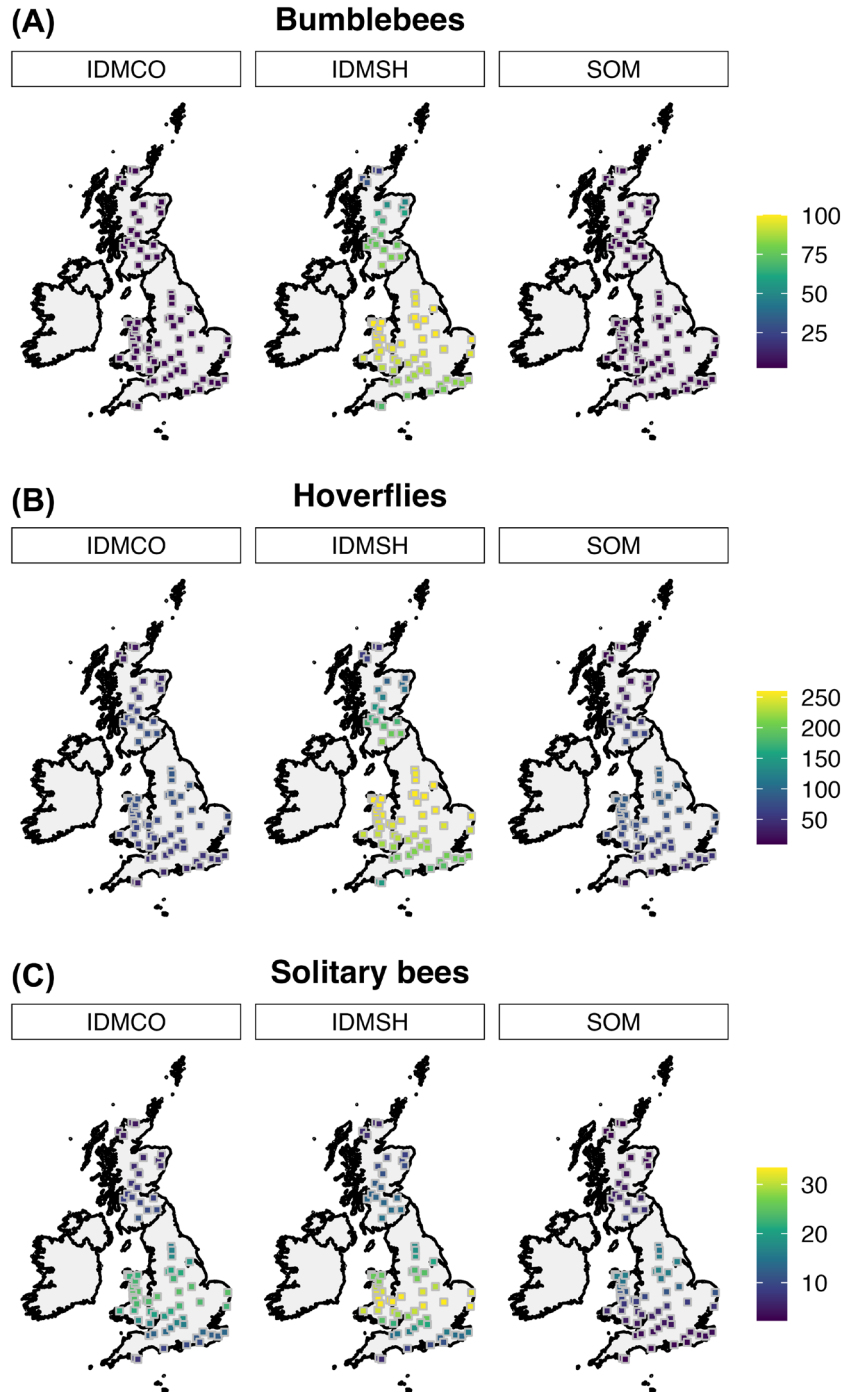 (A) Bumblebees
IDMCO IDMSH SOM
100
75
50
25
(B) Hoverflies
IDMCO IDMSH SOM
250
200
150
100
50
(C) Solitary bees
IDMCO IDMSH SOM
30
20
10